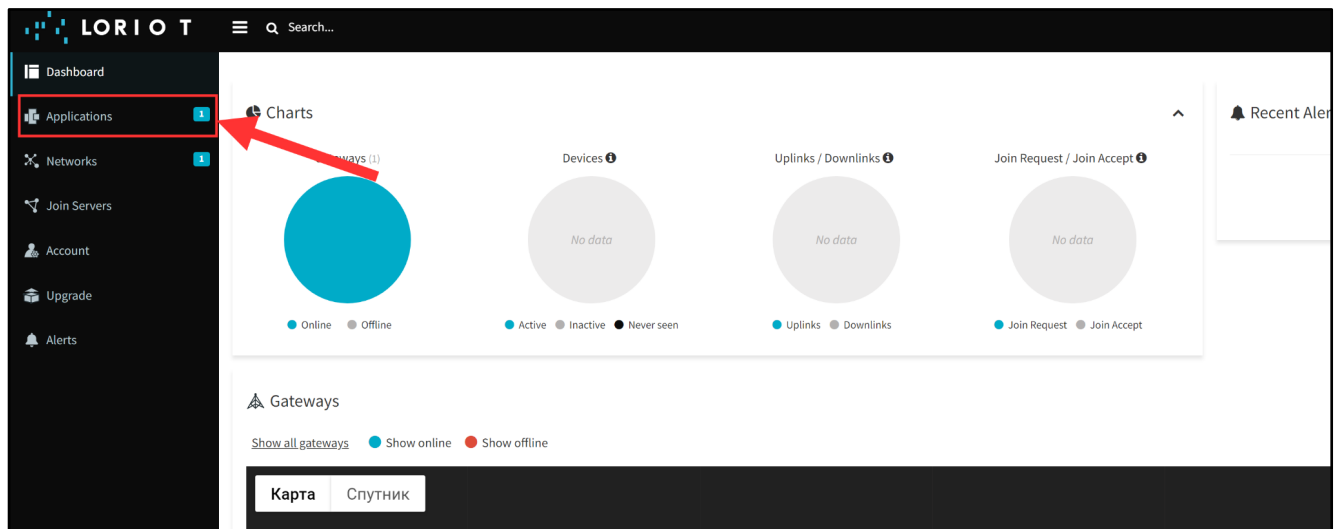 LORIOT
Search...
Dashboard
Applications 1
Networks 1
Join Servers
Account
Upgrade
Alerts
Charts
(1)
Devices
Uplinks / Downlinks
Join Request / Join Accept
No data
No data
No data
Online Offline
Active Inactive Never seen
Uplinks Downlinks
Join Request Join Accept
Recent
Gateways
Show all gateways Show online Show offline
Карта Спутник